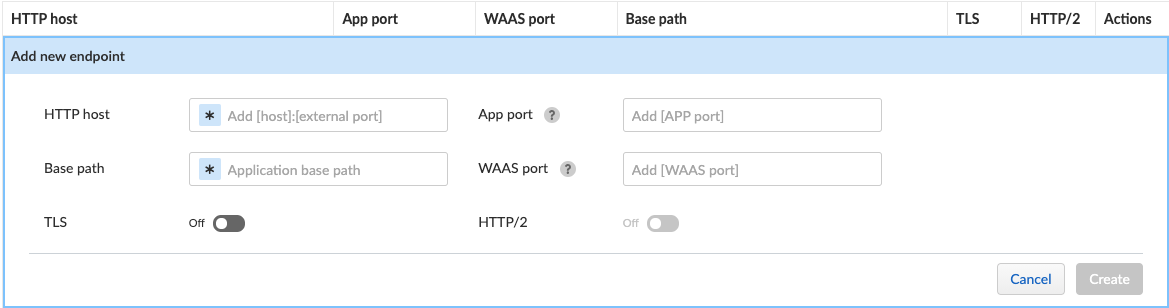 HTTP host App port WAAS port Base path TLS HTTP/2 Actions
Add new endpoint
HTTP host * Add [host]:[external port] App port ? Add [APP port]
Base path * Application base path WAAS port ? Add [WAAS port]
TLS Off HTTP/2 Off
Cancel Create